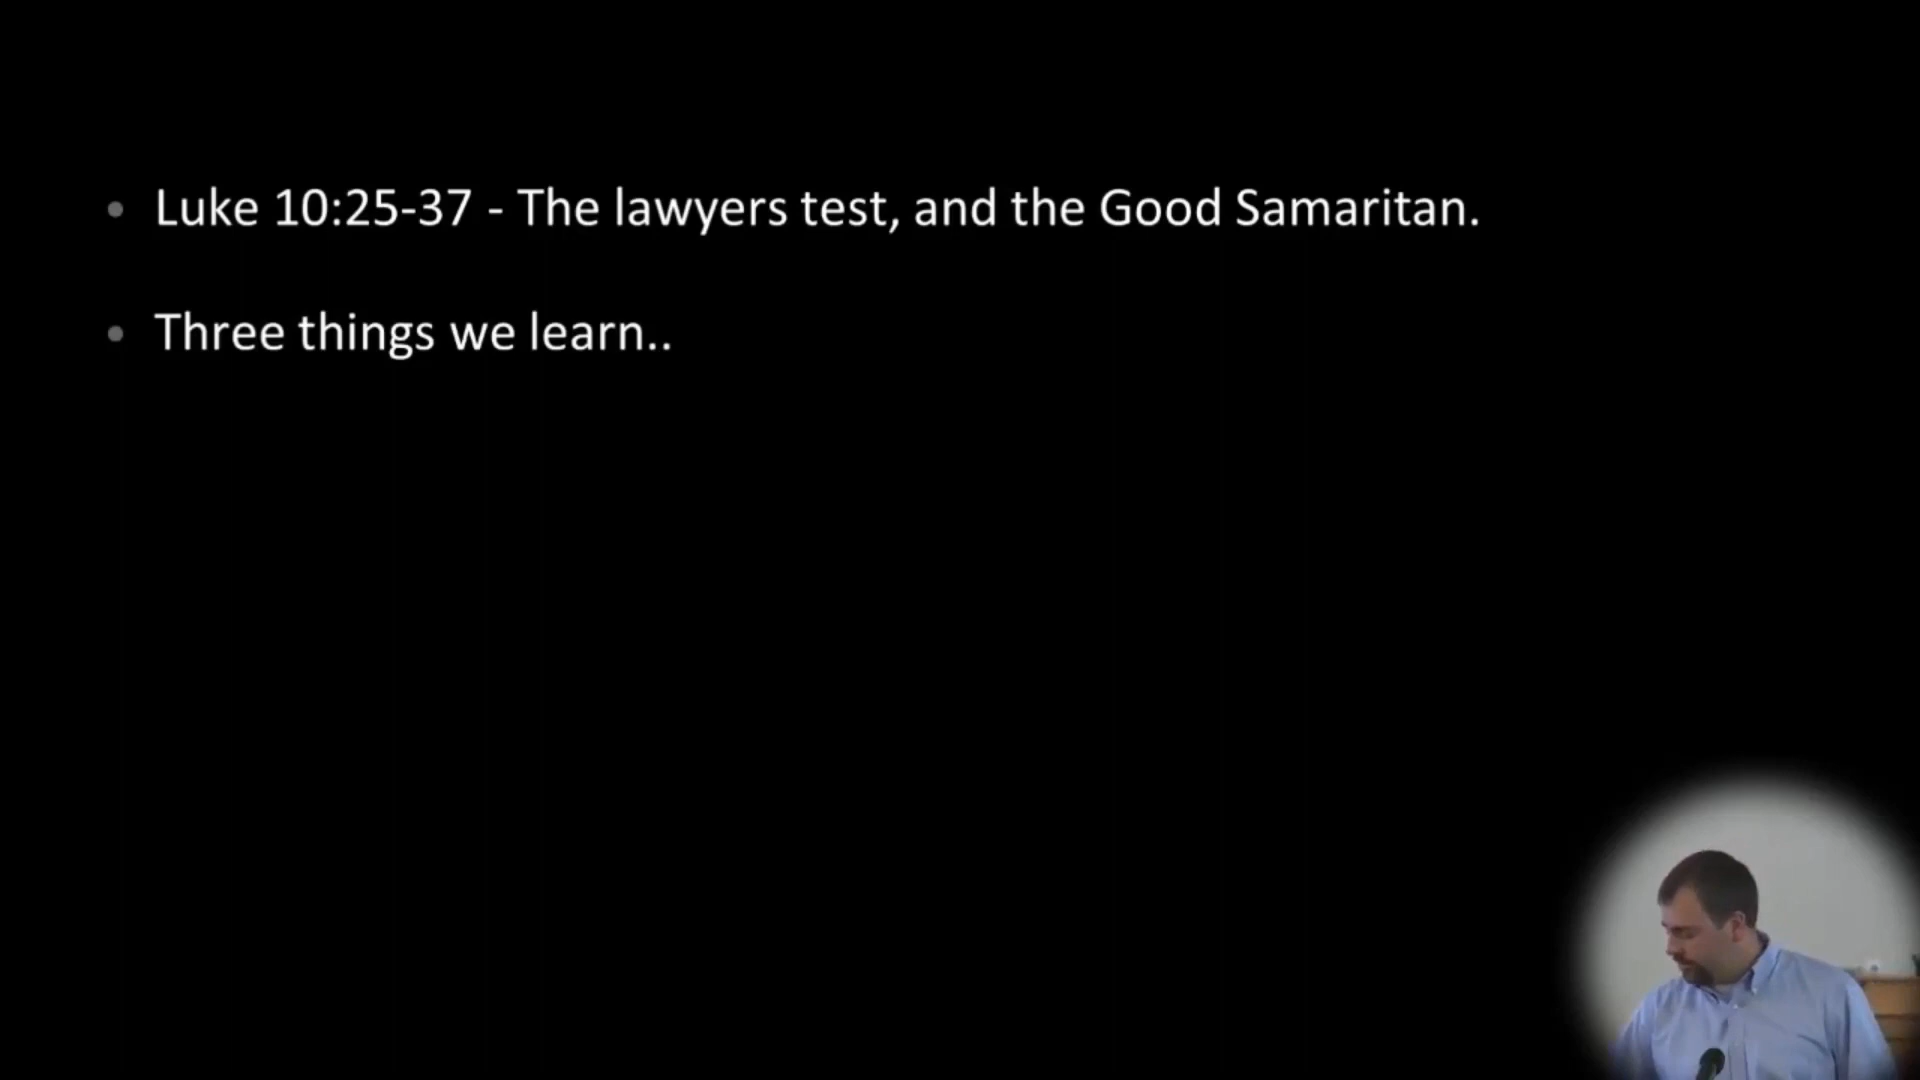 Luke 10:25-37 - The lawyers test, and the Good Samaritan.
Three things we learn..